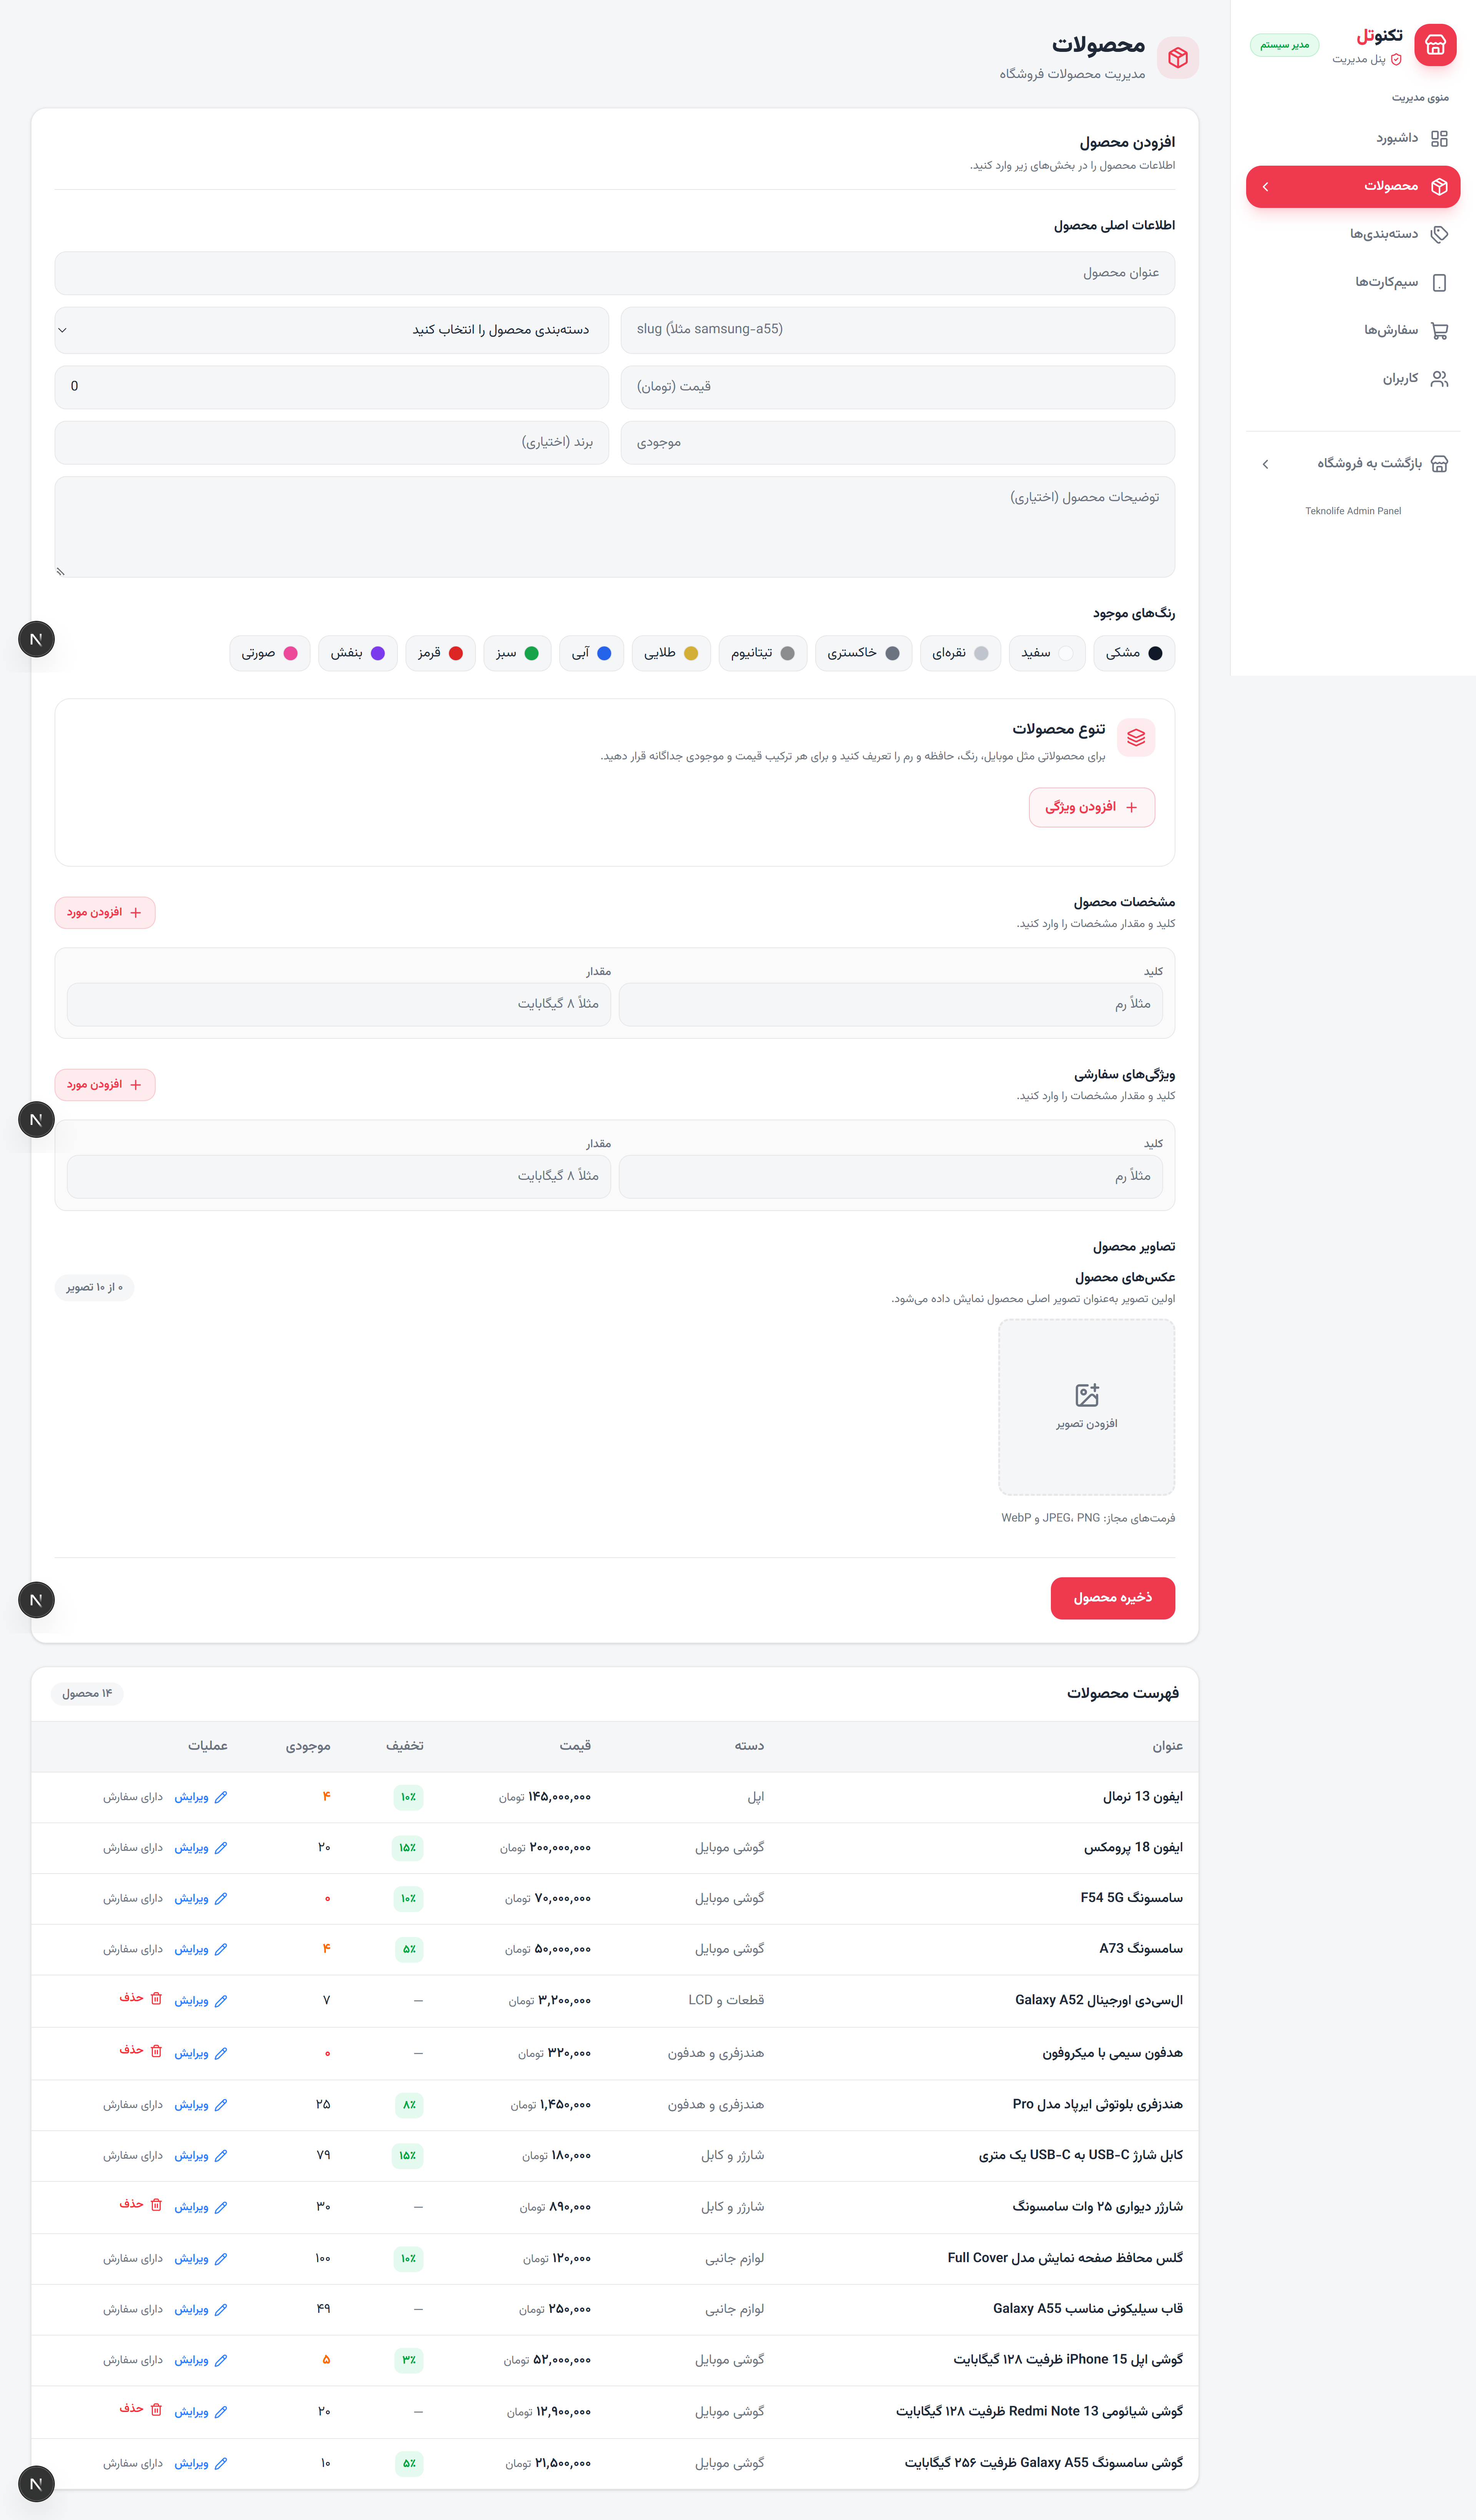 تکنوتل
پنل مدیریت
مدیر سیستم
منوی مدیریت
داشبورد
محصولات
دسته‌بندی‌ها
سیم‌کارت‌ها
سفارش‌ها
کاربران
بازگشت به فروشگاه
Teknolife Admin Panel
محصولات
مدیریت محصولات فروشگاه
افزودن محصول
اطلاعات محصول را در بخش‌های زیر وارد کنید.
اطلاعات اصلی محصول
عنوان محصول
slug (مثلاً samsung-a55)
دسته‌بندی محصول را انتخاب کنید
قیمت (تومان)
0
موجودی
برند (اختیاری)
توضیحات محصول (اختیاری)
رنگ‌های موجود
مشکی
سفید
نقره‌ای
خاکستری
تیتانیوم
طلایی
آبی
سبز
قرمز
بنفش
صورتی
تنوع محصولات
برای محصولاتی مثل موبایل، رنگ، حافظه و رم را تعریف کنید و برای هر ترکیب قیمت و موجودی جداگانه قرار دهید.
افزودن ویژگی
مشخصات محصول
کلید و مقدار مشخصات را وارد کنید.
افزودن مورد
کلید
مقدار
مثلاً رم
مثلاً ۸ گیگابایت
ویژگی‌های سفارشی
کلید و مقدار مشخصات را وارد کنید.
افزودن مورد
کلید
مقدار
مثلاً رم
مثلاً ۸ گیگابایت
تصاویر محصول
عکس‌های محصول
اولین تصویر به‌عنوان تصویر اصلی محصول نمایش داده می‌شود.
۰ از ۱۰ تصویر
افزودن تصویر
فرمت‌های مجاز: JPEG، PNG و WebP
ذخیره محصول
فهرست محصولات
۱۴ محصول
عنوان دسته قیمت تخفیف موجودی عملیات
ایفون 13 نرمال اپل ۱۴۵,۰۰۰,۰۰۰ تومان ۱۰٪ ۴ ویرایش دارای سفارش
ایفون 18 پرومکس گوشی موبایل ۲۰۰,۰۰۰,۰۰۰ تومان ۱۵٪ ۲۰ ویرایش دارای سفارش
سامسونگ F54 5G گوشی موبایل ۷۰,۰۰۰,۰۰۰ تومان ۱۰٪ ۰ ویرایش دارای سفارش
سامسونگ A73 گوشی موبایل ۵۰,۰۰۰,۰۰۰ تومان ۵٪ ۴ ویرایش دارای سفارش
ال‌سی‌دی اورجینال Galaxy A52 قطعات و LCD ۳,۲۰۰,۰۰۰ تومان — ۷ ویرایش حذف
هدفون سیمی با میکروفون هندزفری و هدفون ۳۲۰,۰۰۰ تومان — ۰ ویرایش حذف
هندزفری بلوتوثی ایرپاد مدل Pro هندزفری و هدفون ۱,۴۵۰,۰۰۰ تومان ۸٪ ۲۵ ویرایش دارای سفارش
کابل شارژ USB-C به USB-C یک متری شارژر و کابل ۱۸۰,۰۰۰ تومان ۱۵٪ ۷۹ ویرایش دارای سفارش
شارژر دیواری ۲۵ وات سامسونگ شارژر و کابل ۸۹۰,۰۰۰ تومان — ۳۰ ویرایش حذف
گلس محافظ صفحه نمایش مدل Full Cover لوازم جانبی ۱۲۰,۰۰۰ تومان ۱۰٪ ۱۰۰ ویرایش دارای سفارش
قاب سیلیکونی مناسب Galaxy A55 لوازم جانبی ۲۵۰,۰۰۰ تومان — ۴۹ ویرایش دارای سفارش
گوشی اپل iPhone 15 ظرفیت ۱۲۸ گیگابایت گوشی موبایل ۵۲,۰۰۰,۰۰۰ تومان ۳٪ ۵ ویرایش دارای سفارش
گوشی شیائومی Redmi Note 13 ظرفیت ۱۲۸ گیگابایت گوشی موبایل ۱۲,۹۰۰,۰۰۰ تومان — ۲۰ ویرایش حذف
گوشی سامسونگ Galaxy A55 ظرفیت ۲۵۶ گیگابایت گوشی موبایل ۲۱,۵۰۰,۰۰۰ تومان ۵٪ ۱۰ ویرایش دارای سفارش
N
N
N
N